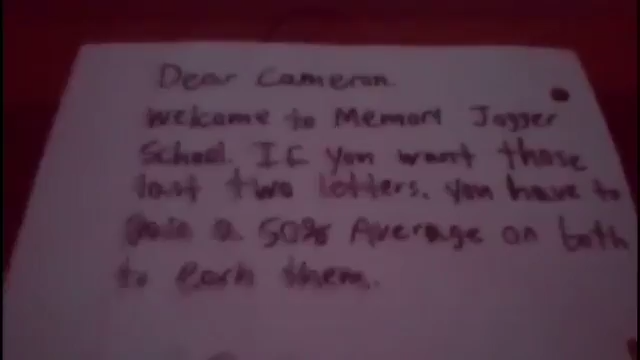 Dear Cameron.
Welcome to Memory Jogger
School. If you want those
last two letters, you have to
gain a 50% Average on both
to earn them.